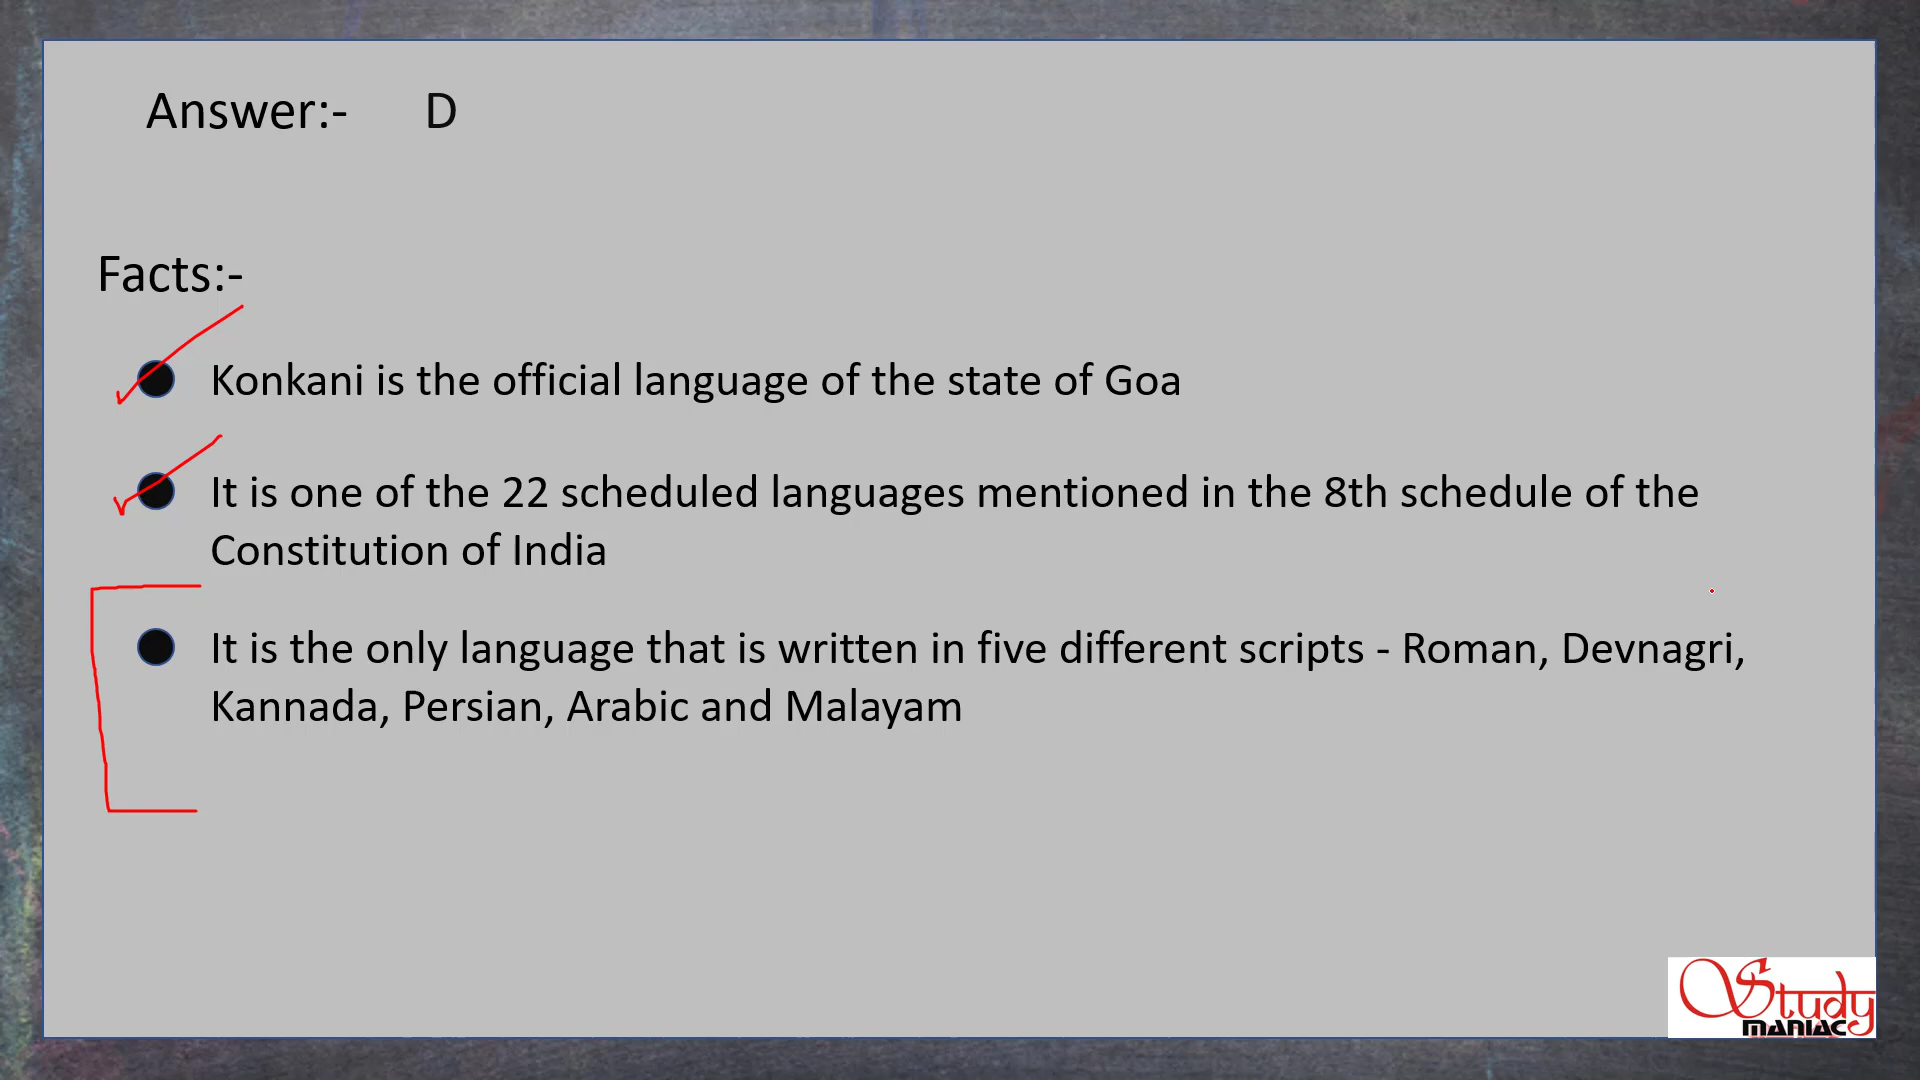 Answer:- D
Facts:-
Konkani is the official language of the state of Goa
It is one of the 22 scheduled languages mentioned in the 8th schedule of the
Constitution of India
It is the only language that is written in five different scripts - Roman, Devnagri,
Kannada, Persian, Arabic and Malayam
Study
MANIAC